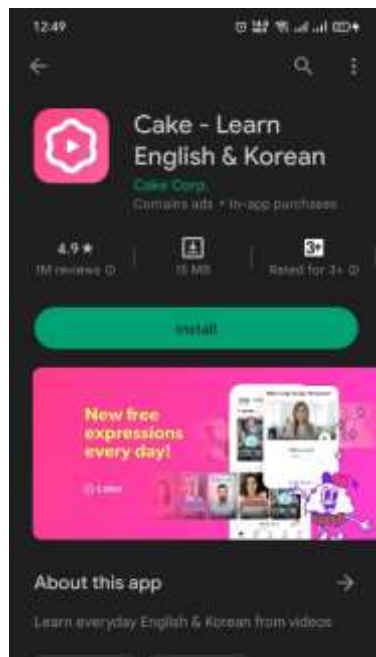 12:49
Cake - Learn
English & Korean
Cake Corp.
Contains ads • In-app purchases
4.9★
1M reviews
15 MB
3+
Rated for 3+
Install
New free
expressions
every day!
Cake
About this app
Learn everyday English & Korean from videos